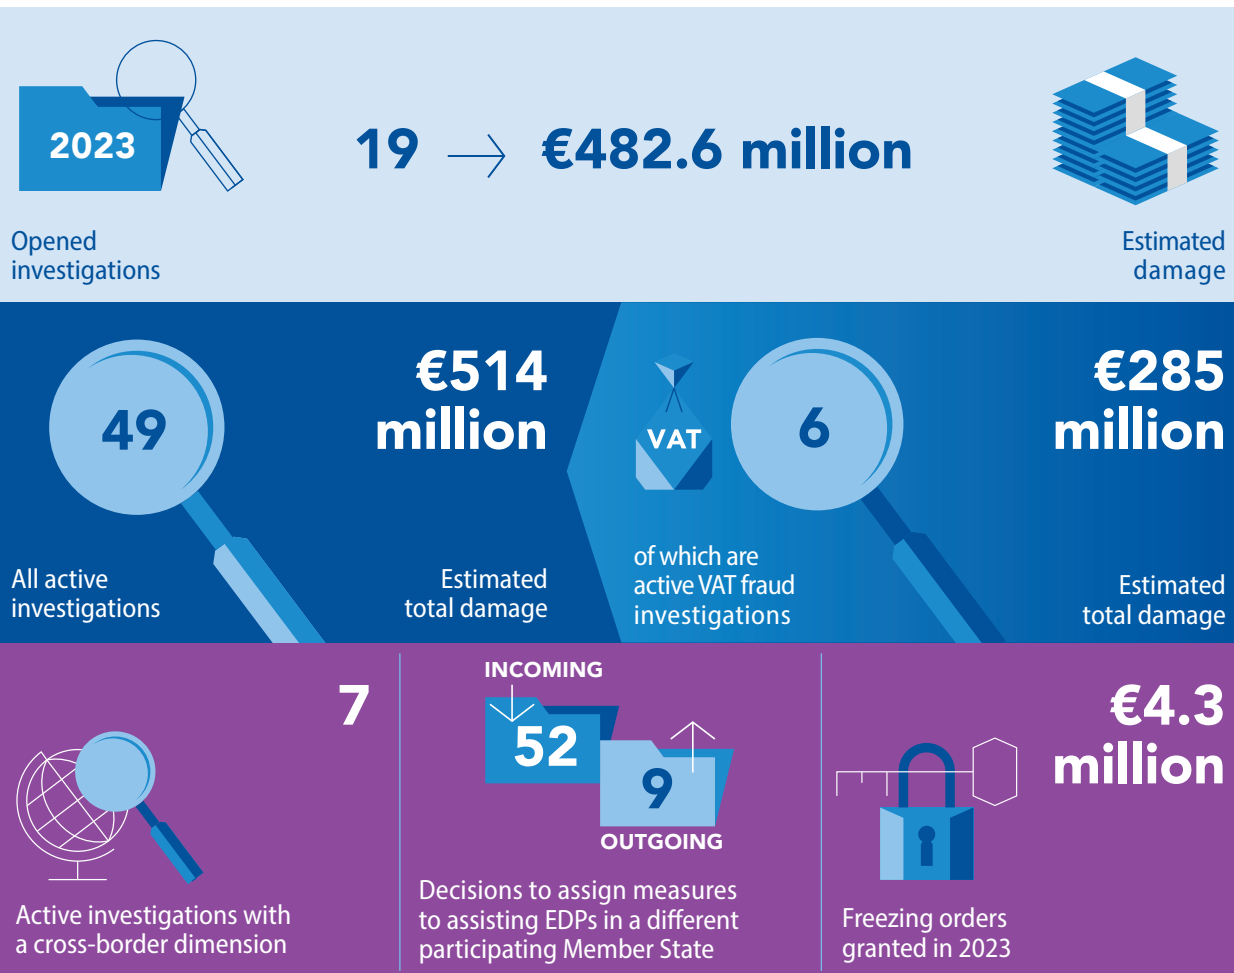 2023
19 → €482.6 million
Opened
investigations
Estimated
damage
49
€514
million
All active
investigations
Estimated
total damage
VAT
6
€285
million
of which are
active VAT fraud
investigations
Estimated
total damage
7
Active investigations with
a cross-border dimension
INCOMING
52
9
OUTGOING
Decisions to assign measures
to assisting EDPs in a different
participating Member State
€4.3
million
Freezing orders
granted in 2023